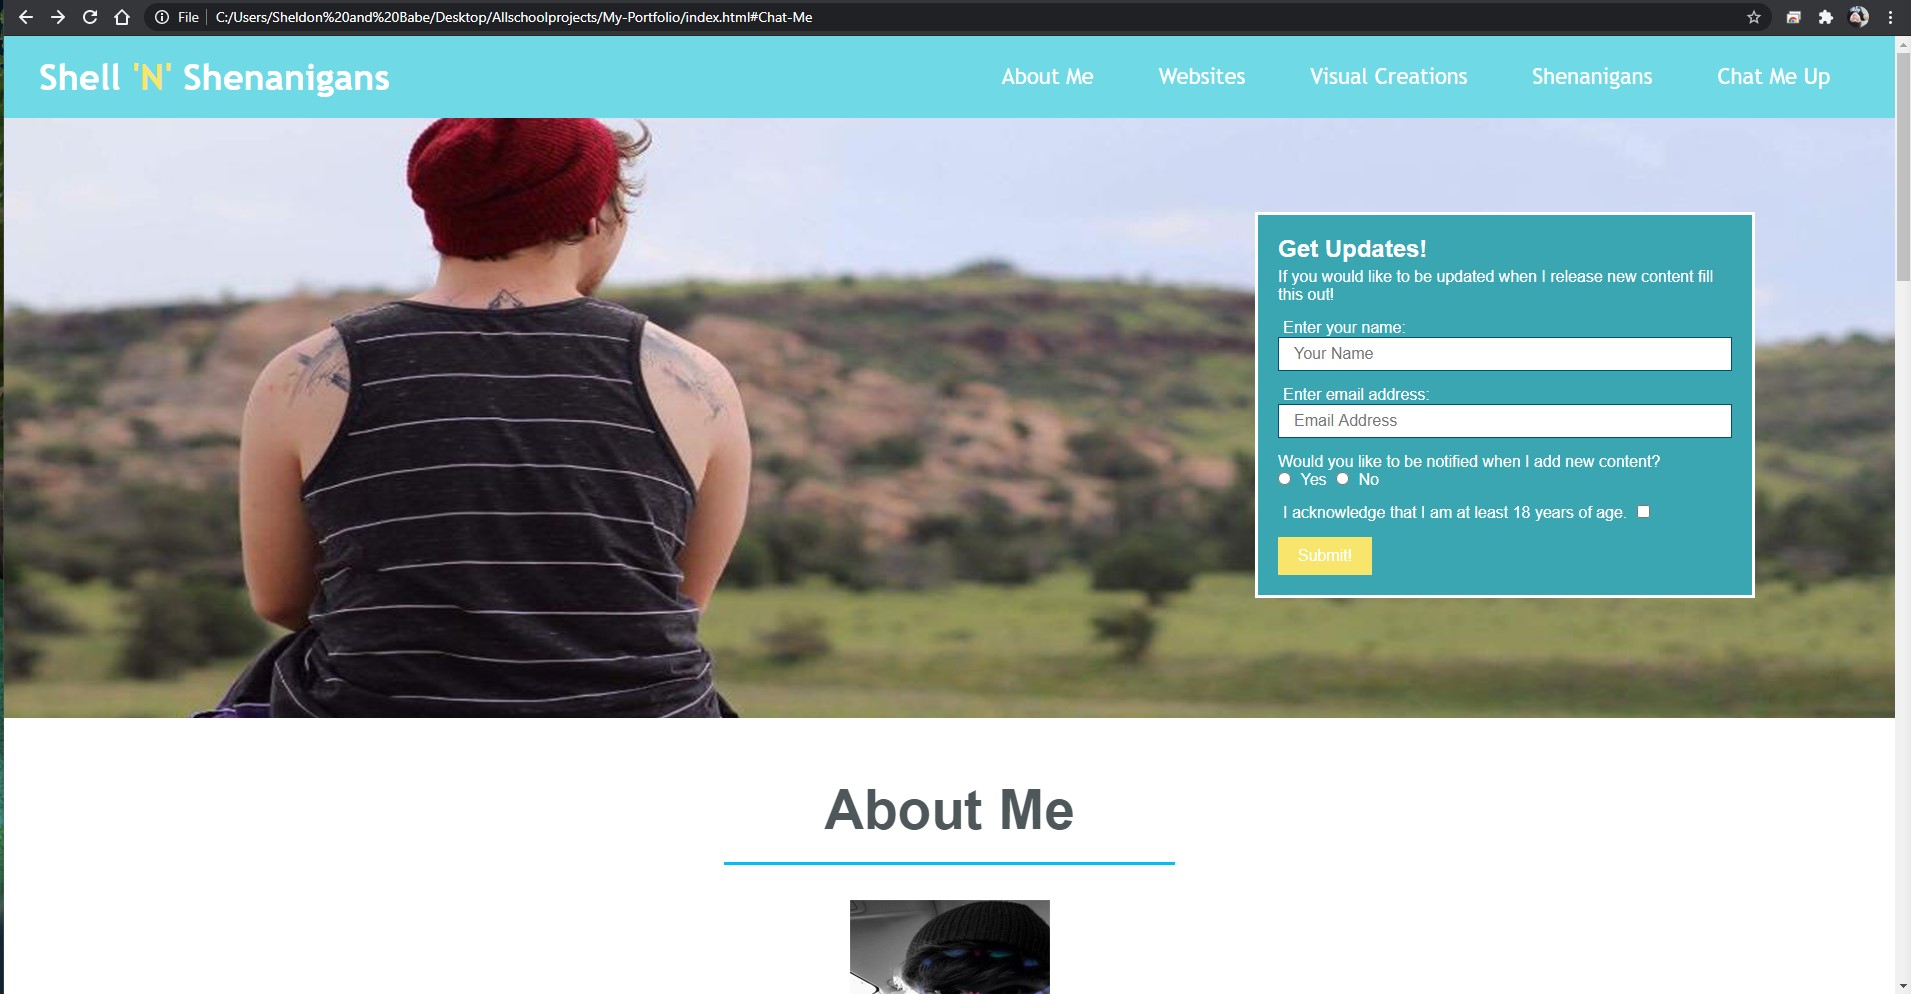 File C:/Users/Sheldon%20and%20Babe/Desktop/Allschoolprojects/My-Portfolio/index.html#Chat-Me
Shell 'N' Shenanigans
About Me Websites Visual Creations Shenanigans Chat Me Up
Get Updates!
If you would like to be updated when I release new content fill
this out!
Enter your name:
Your Name
Enter email address:
Email Address
Would you like to be notified when I add new content?
Yes No
I acknowledge that I am at least 18 years of age.
Submit!
About Me